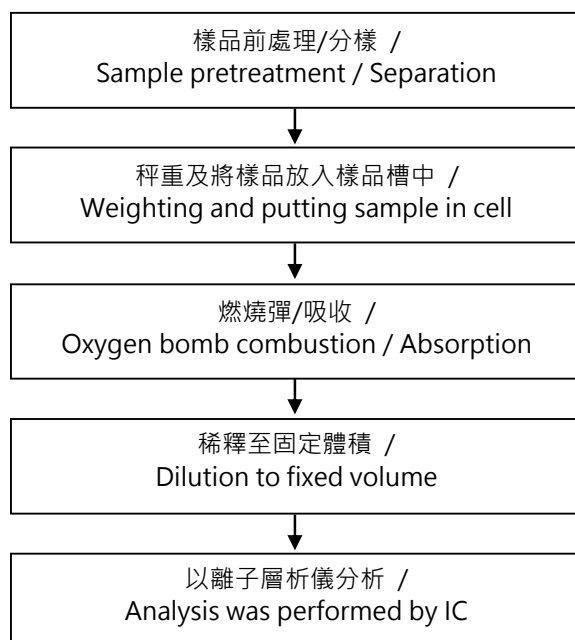 樣品前處理/分樣 /
Sample pretreatment / Separation
秤重及將樣品放入樣品槽中 /
Weighting and putting sample in cell
燃燒彈/吸收 /
Oxygen bomb combustion / Absorption
稀釋至固定體積 /
Dilution to fixed volume
以離子層析儀分析 /
Analysis was performed by IC